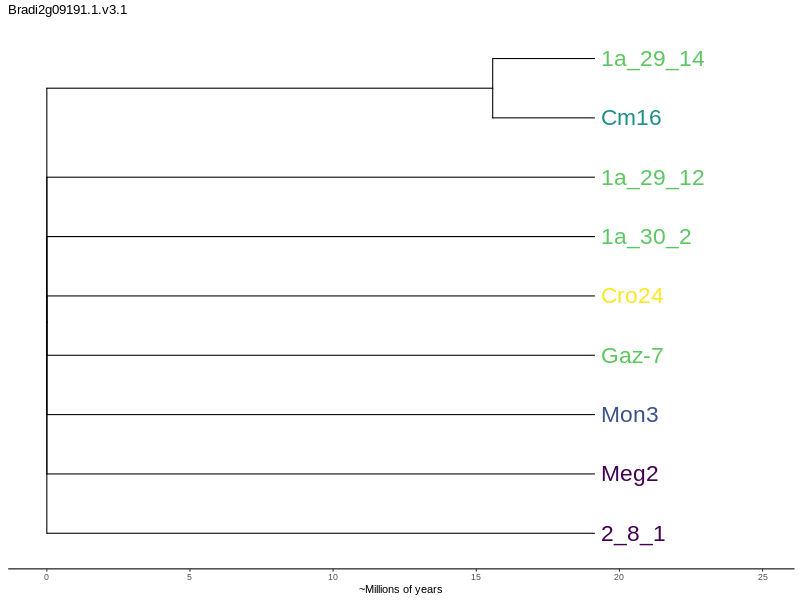 Bradi2g09191.1.v3.1
1a_29_14
Cm16
1a_29_12
1a_30_2
Cro24
Gaz-7
Mon3
Meg2
2_8_1
0 5 10 15 20 25
~Millions of years